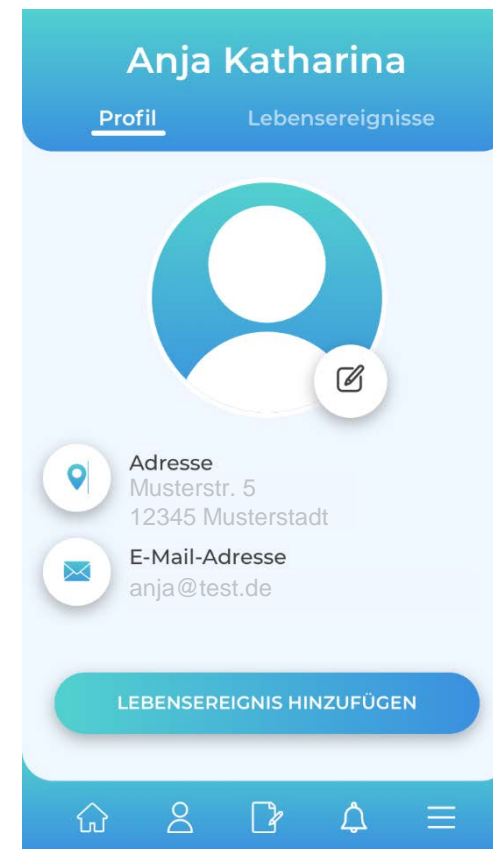 Anja Katharina
Profil Lebensereignisse
Adresse
Musterstr. 5
12345 Musterstadt
E-Mail-Adresse
anja@test.de
LEBENSEREIGNIS HINZUFÜGEN